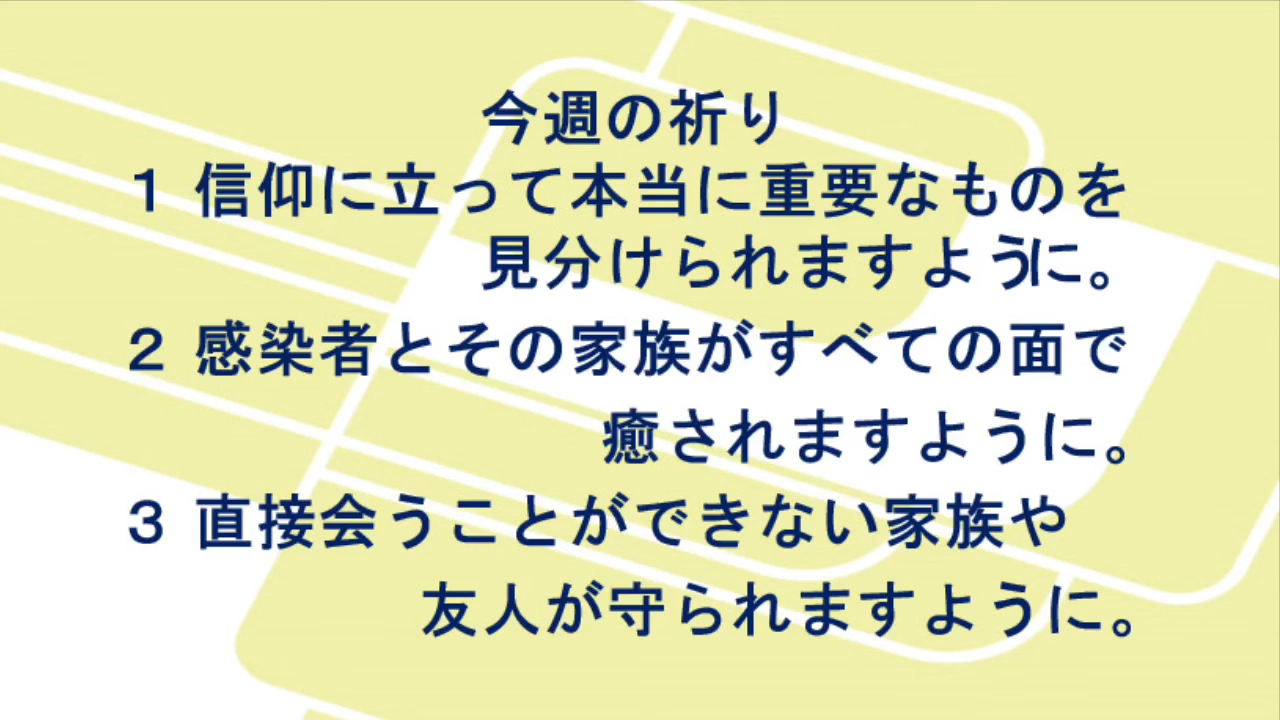 今週の祈り
１ 信仰に立って本当に重要なものを
見分けられますように。
２ 感染者とその家族がすべての面で
癒されますように。
３ 直接会うことができない家族や
友人が守られますように。